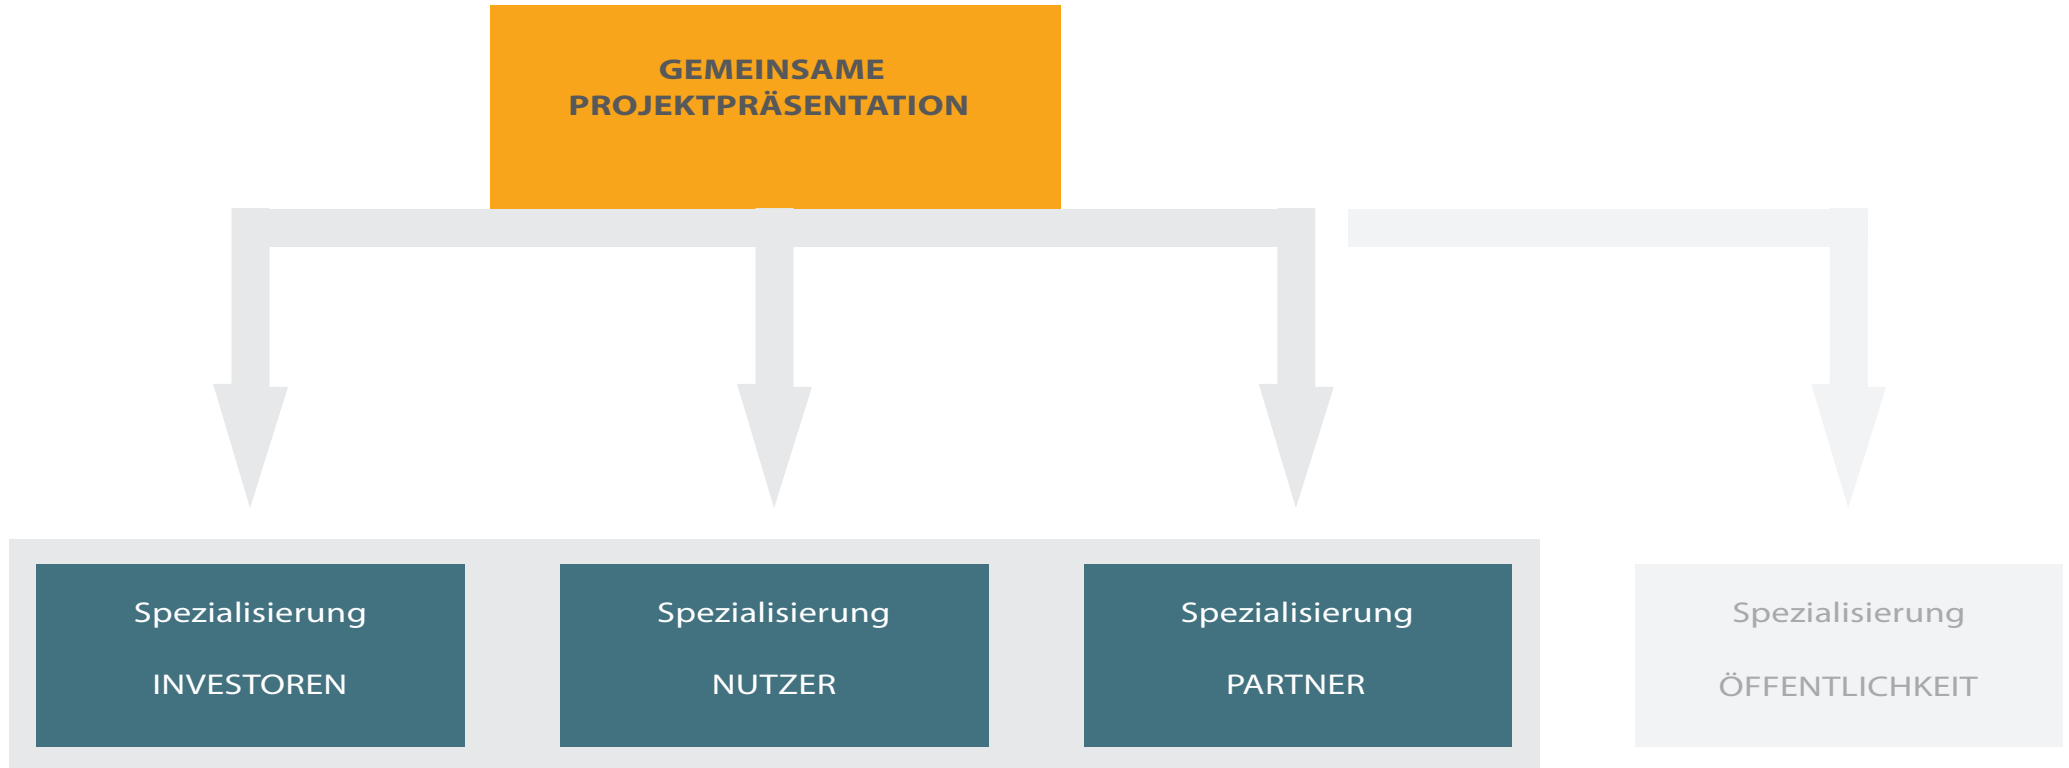 GEMEINSAME
PROJEKTPRÄSENTATION
Spezialisierung
INVESTOREN
Spezialisierung
NUTZER
Spezialisierung
PARTNER
Spezialisierung
ÖFFENTLICHKEIT